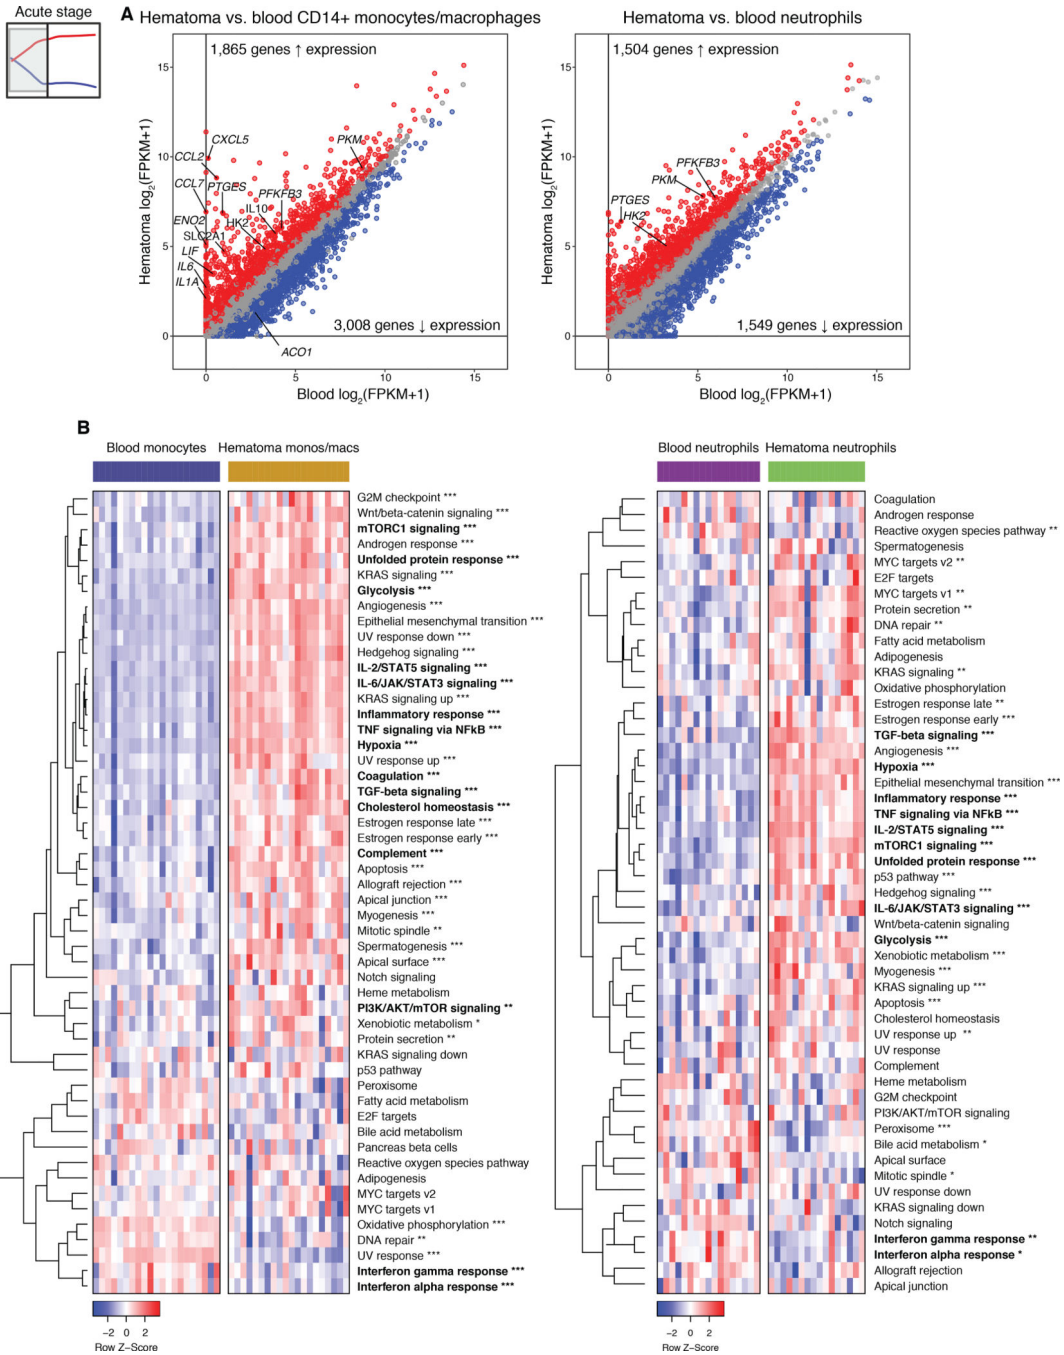 Acute stage
A Hematoma vs. blood CD14+ monocytes/macrophages
Hematoma vs. blood neutrophils
1,865 genes ↑ expression
15
10
5
0
Hematoma log2(FPKM+1)
CXCL5
CCL2
CCL7
PTGES
PKM
PFKFB3
IL10
ENO2
HK2
SLC2A1
LIF
IL6
IL1A
3,008 genes ↓ expression
ACO1
0 5 10 15
Blood log2(FPKM+1)
1,504 genes ↑ expression
15
10
5
0
Hematoma log2(FPKM+1)
PFKFB3
PKM
PTGES
HK2
1,549 genes ↓ expression
0 5 10 15
Blood log2(FPKM+1)
B
Blood monocytes Hematoma monos/macs
G2M checkpoint ***
Wnt/beta-catenin signaling ***
mTORC1 signaling ***
Androgen response ***
Unfolded protein response ***
KRAS signaling ***
Glycolysis ***
Angiogenesis ***
Epithelial mesenchymal transition ***
UV response down ***
Hedgehog signaling ***
IL-2/STAT5 signaling ***
IL-6/JAK/STAT3 signaling ***
KRAS signaling up ***
Inflammatory response ***
TNF signaling via NFkB ***
Hypoxia ***
UV response up ***
Coagulation ***
TGF-beta signaling ***
Cholesterol homeostasis ***
Estrogen response late ***
Estrogen response early ***
Complement ***
Apoptosis ***
Allograft rejection ***
Apical junction ***
Myogenesis ***
Mitotic spindle **
Spermatogenesis ***
Apical surface ***
Notch signaling
Heme metabolism
PI3K/AKT/mTOR signaling **
Xenobiotic metabolism *
Protein secretion **
KRAS signaling down
p53 pathway
Peroxisome
Fatty acid metabolism
E2F targets
Bile acid metabolism
Pancreas beta cells
Reactive oxygen species pathway
Adipogenesis
MYC targets v2
MYC targets v1
Oxidative phosphorylation ***
DNA repair **
UV response ***
Interferon gamma response ***
Interferon alpha response ***
−2 0 2
Row Z−Score
Blood neutrophils Hematoma neutrophils
Coagulation
Androgen response
Reactive oxygen species pathway **
Spermatogenesis
MYC targets v2 **
E2F targets
MYC targets v1 **
Protein secretion **
DNA repair **
Fatty acid metabolism
Adipogenesis
KRAS signaling **
Oxidative phosphorylation
Estrogen response late **
Estrogen response early ***
TGF-beta signaling ***
Angiogenesis ***
Hypoxia ***
Epithelial mesenchymal transition ***
Inflammatory response ***
TNF signaling via NFkB ***
IL-2/STAT5 signaling ***
mTORC1 signaling ***
Unfolded protein response ***
p53 pathway ***
Hedgehog signaling ***
IL-6/JAK/STAT3 signaling ***
Wnt/beta-catenin signaling
Glycolysis ***
Xenobiotic metabolism ***
Myogenesis ***
KRAS signaling up ***
Apoptosis ***
Cholesterol homeostasis
UV response up **
UV response
Complement
Heme metabolism
G2M checkpoint
PI3K/AKT/mTOR signaling
Peroxisome ***
Bile acid metabolism *
Apical surface
Mitotic spindle *
UV response down
KRAS signaling down
Notch signaling
Interferon gamma response **
Interferon alpha response *
Allograft rejection
Apical junction
−2 0 2
Row Z−Score